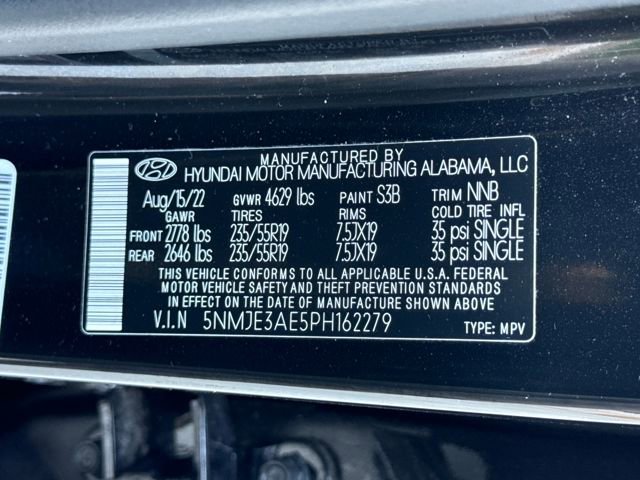 MANUFACTURED BY
HYUNDAI MOTOR MANUFACTURING ALABAMA, LLC
Aug/15/22 GVWR 4629 lbs PAINT S3B TRIM NNB
GAWR TIRES RIMS COLD TIRE INFL
FRONT 2778 lbs 235/55R19 7.5JX19 35 psi SINGLE
REAR 2646 lbs 235/55R19 7.5JX19 35 psi SINGLE
THIS VEHICLE CONFORMS TO ALL APPLICABLE U.S.A. FEDERAL
MOTOR VEHICLE SAFETY AND THEFT PREVENTION STANDARDS
IN EFFECT ON THE DATE OF MANUFACTURE SHOWN ABOVE.
V.I.N 5NMJE3AE5PH162279 TYPE: MPV